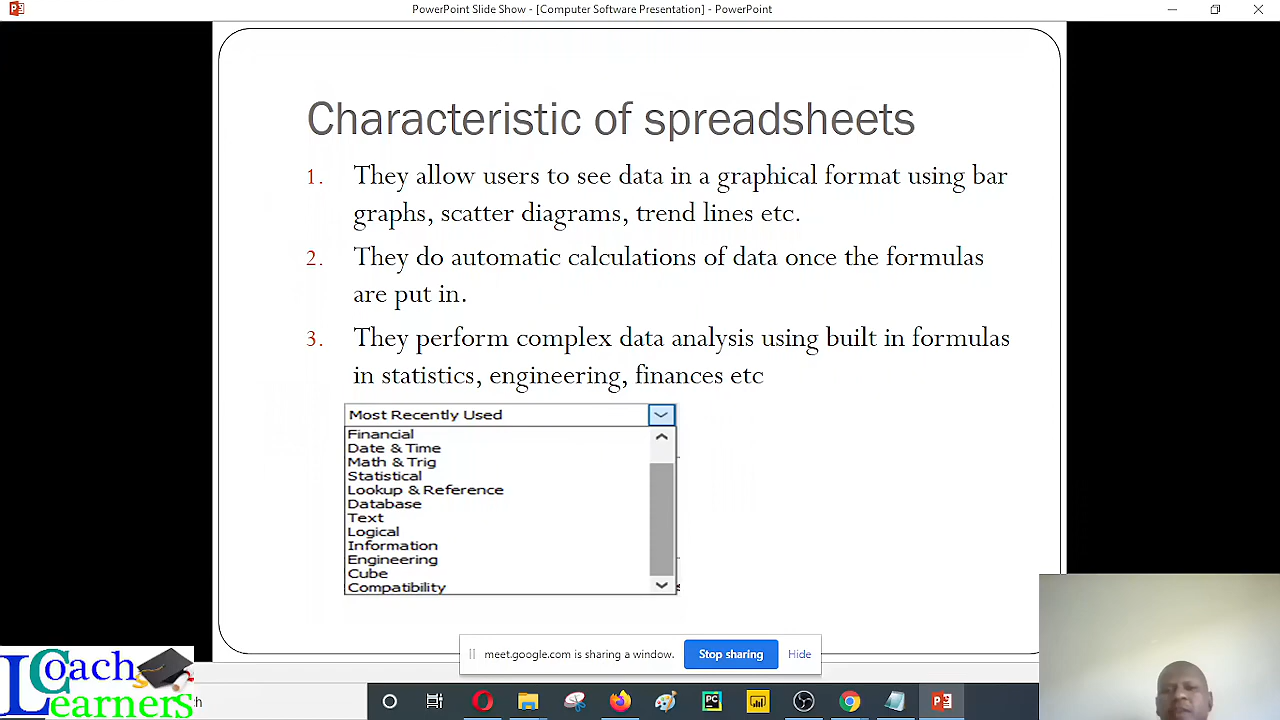 PowerPoint Slide Show - [Computer Software Presentation] - PowerPoint
Characteristic of spreadsheets
1. They allow users to see data in a graphical format using bar
graphs, scatter diagrams, trend lines etc.
2. They do automatic calculations of data once the formulas
are put in.
3. They perform complex data analysis using built in formulas
in statistics, engineering, finances etc
Most Recently Used
Financial
Date & Time
Math & Trig
Statistical
Lookup & Reference
Database
Text
Logical
Information
Engineering
Cube
Compatibility
meet.google.com is sharing a window. Stop sharing Hide
Coach
Learners
PC